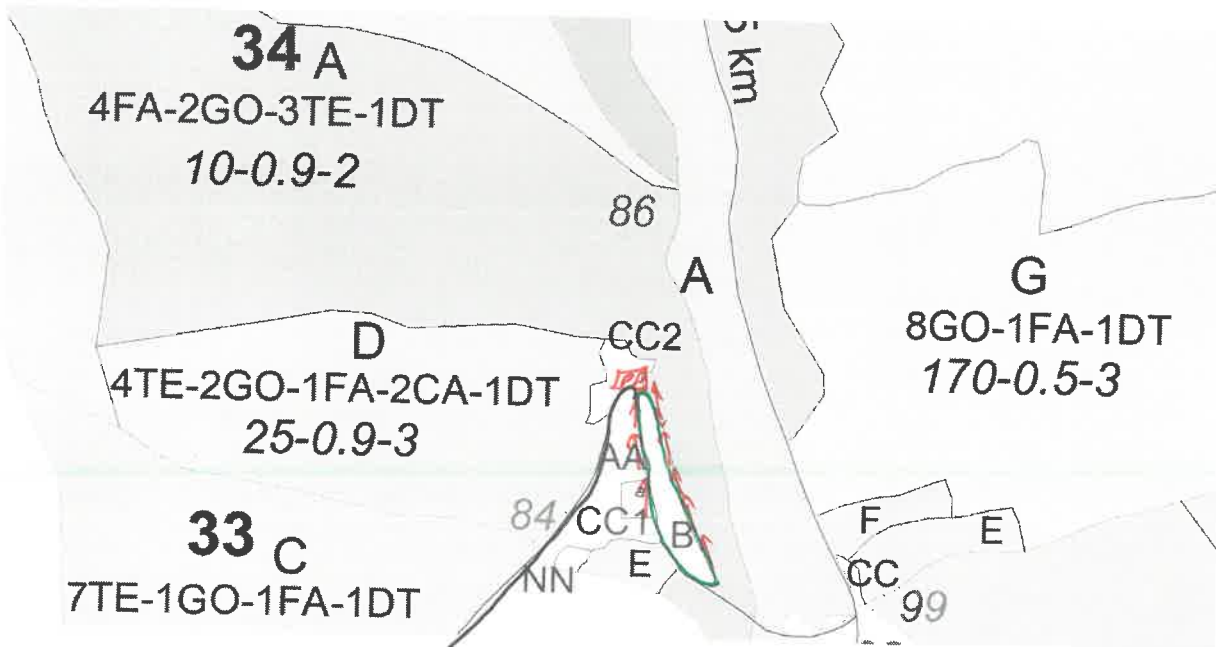 34 A
4FA-2GO-3TE-1DT
10-0.9-2
5 km
86
A
G
8GO-1FA-1DT
170-0.5-3
CC2
D
4TE-2GO-1FA-2CA-1DT
25-0.9-3
AA
84
CC1
B
F
E
33 C
7TE-1GO-1FA-1DT
NN
E
CC
99